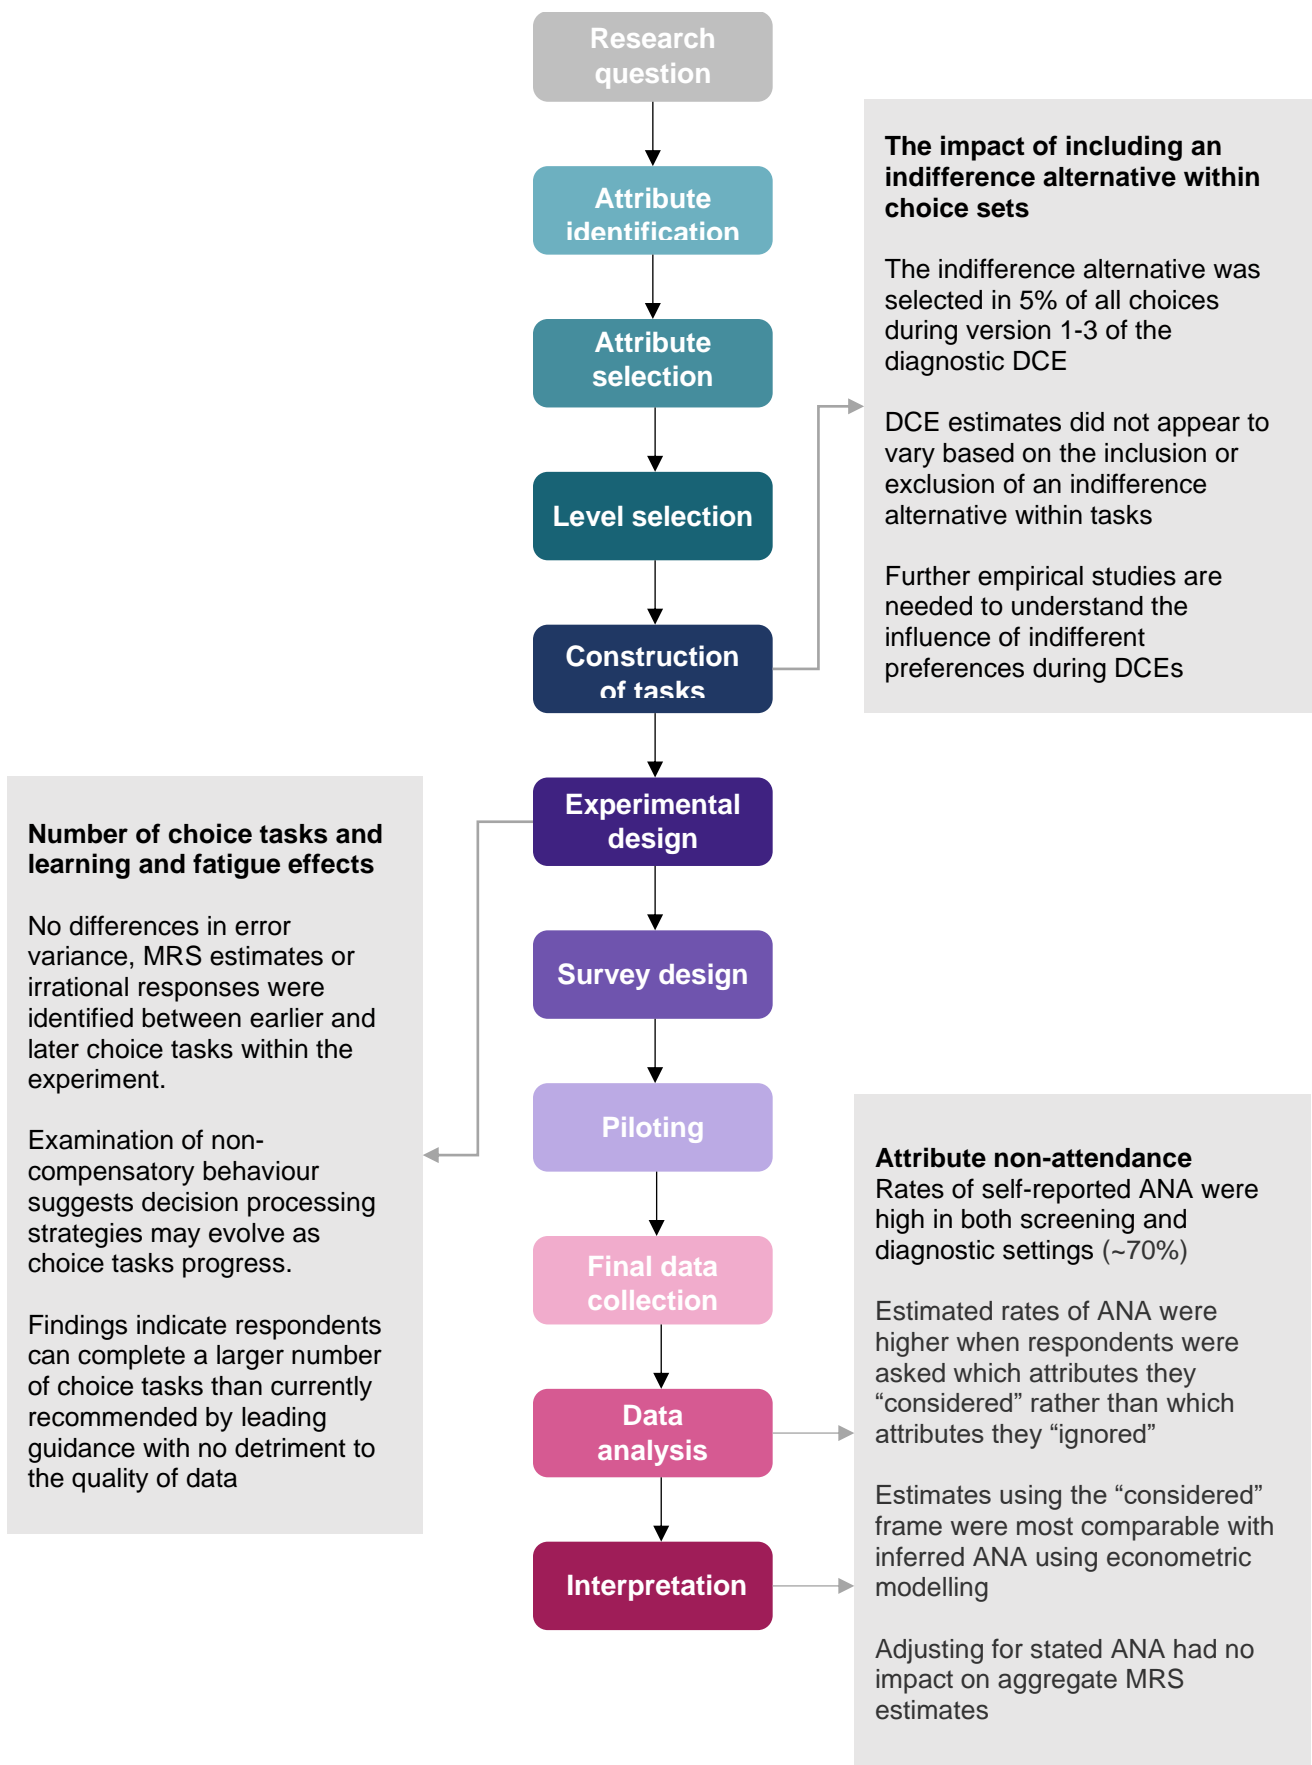 Research
question
Attribute
identification
Attribute
selection
Level selection
Construction
of tasks
The impact of including an
indifference alternative within
choice sets
The indifference alternative was
selected in 5% of all choices
during version 1-3 of the
diagnostic DCE
DCE estimates did not appear to
vary based on the inclusion or
exclusion of an indifference
alternative within tasks
Further empirical studies are
needed to understand the
influence of indifferent
preferences during DCEs
Experimental
design
Number of choice tasks and
learning and fatigue effects
No differences in error
variance, MRS estimates or
irrational responses were
identified between earlier and
later choice tasks within the
experiment.
Examination of non-
compensatory behaviour
suggests decision processing
strategies may evolve as
choice tasks progress.
Findings indicate respondents
can complete a larger number
of choice tasks than currently
recommended by leading
guidance with no detriment to
the quality of data
Survey design
Piloting
Final data
collection
Data
analysis
Interpretation
Attribute non-attendance
Rates of self-reported ANA were
high in both screening and
diagnostic settings (~70%)
Estimated rates of ANA were
higher when respondents were
asked which attributes they
“considered” rather than which
attributes they “ignored”
Estimates using the “considered”
frame were most comparable with
inferred ANA using econometric
modelling
Adjusting for stated ANA had no
impact on aggregate MRS
estimates